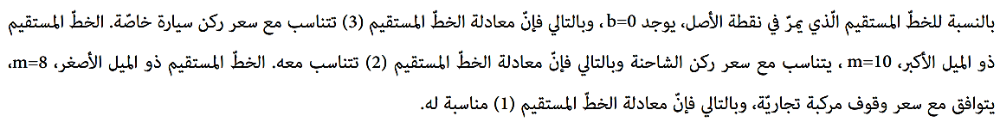 بالنسبة للخطّ المستقيم الّذي يمرّ في نقطة الأصل، يوجد b=0 ، وبالتالي فإنّ معادلة الخطّ المستقيم (3) تتناسب مع سعر ركن سيارة خاصّة. الخطّ المستقيم
ذو الميل الأكبر، m=10 ، يتناسب مع سعر ركن الشاحنة وبالتالي فإنّ معادلة الخطّ المستقيم (2) تتناسب معه. الخطّ المستقيم ذو الميل الأصغر، m=8،
يتوافق مع سعر وقوف مركبة تجاريّة، وبالتالي فإنّ معادلة الخطّ المستقيم (1) مناسبة له.